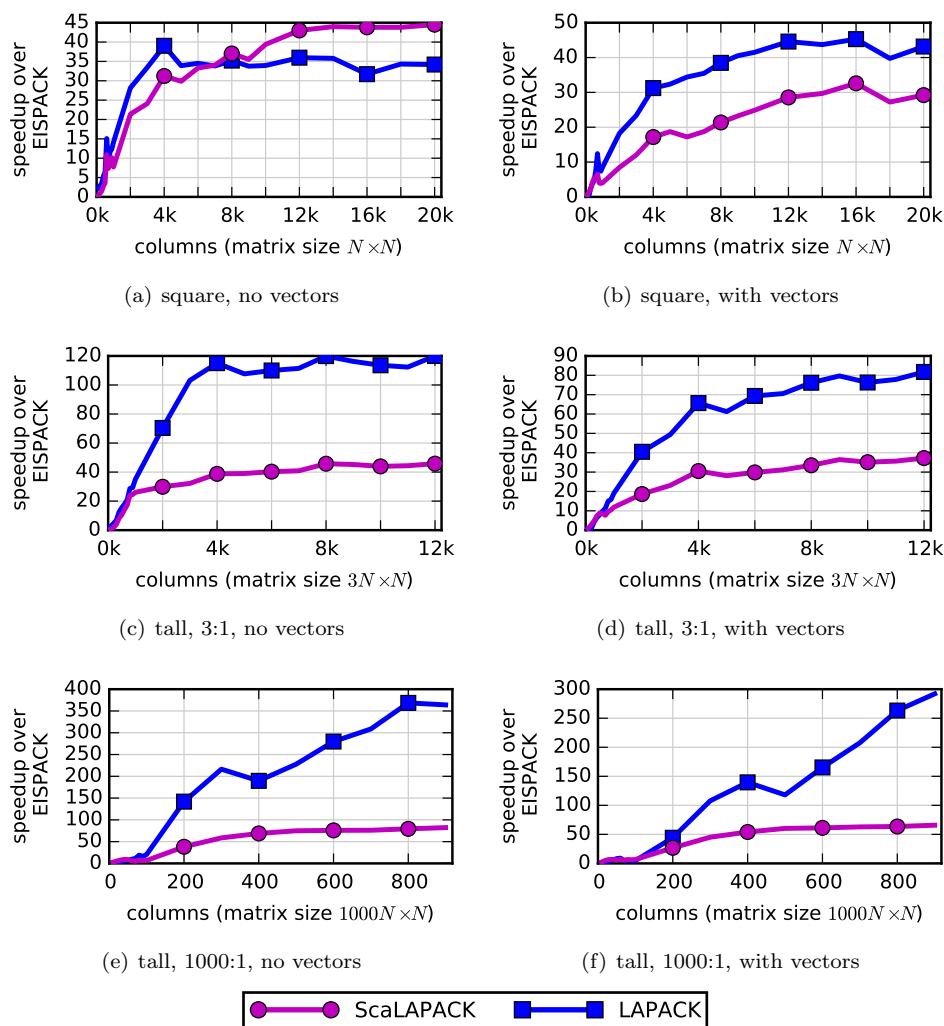 speedup over
EISPACK
45
40
35
30
25
20
15
10
5
0
0k 4k 8k 12k 16k 20k
columns (matrix size N×N)
(a) square, no vectors
speedup over
EISPACK
50
40
30
20
10
0
0k 4k 8k 12k 16k 20k
columns (matrix size N×N)
(b) square, with vectors
speedup over
EISPACK
120
100
80
60
40
20
0
0k 4k 8k 12k
columns (matrix size 3N×N)
(c) tall, 3:1, no vectors
speedup over
EISPACK
90
80
70
60
50
40
30
20
10
0
0k 4k 8k 12k
columns (matrix size 3N×N)
(d) tall, 3:1, with vectors
speedup over
EISPACK
400
350
300
250
200
150
100
50
0
0 200 400 600 800
columns (matrix size 1000N×N)
(e) tall, 1000:1, no vectors
speedup over
EISPACK
300
250
200
150
100
50
0
0 200 400 600 800
columns (matrix size 1000N×N)
(f) tall, 1000:1, with vectors
ScaLAPACK LAPACK